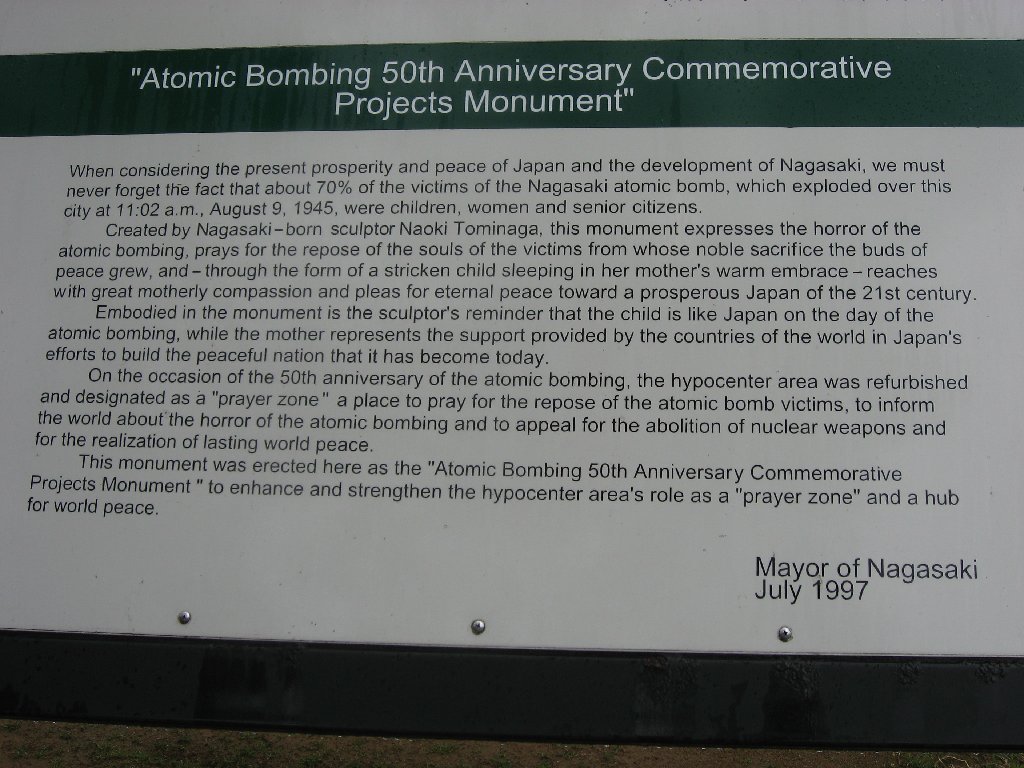 "Atomic Bombing 50th Anniversary Commemorative
Projects Monument"
When considering the present prosperity and peace of Japan and the development of Nagasaki, we must
never forget the fact that about 70% of the victims of the Nagasaki atomic bomb, which exploded over this
city at 11:02 a.m., August 9, 1945, were children, women and senior citizens.
Created by Nagasaki–born sculptor Naoki Tominaga, this monument expresses the horror of the
atomic bombing, prays for the repose of the souls of the victims from whose noble sacrifice the buds of
peace grew, and – through the form of a stricken child sleeping in her mother's warm embrace – reaches
with great motherly compassion and pleas for eternal peace toward a prosperous Japan of the 21st century.
Embodied in the monument is the sculptor's reminder that the child is like Japan on the day of the
atomic bombing, while the mother represents the support provided by the countries of the world in Japan's
efforts to build the peaceful nation that it has become today.
On the occasion of the 50th anniversary of the atomic bombing, the hypocenter area was refurbished
and designated as a "prayer zone" a place to pray for the repose of the atomic bomb victims, to inform
the world about the horror of the atomic bombing and to appeal for the abolition of nuclear weapons and
for the realization of lasting world peace.
This monument was erected here as the "Atomic Bombing 50th Anniversary Commemorative
Projects Monument " to enhance and strengthen the hypocenter area's role as a "prayer zone" and a hub
for world peace.
Mayor of Nagasaki
July 1997